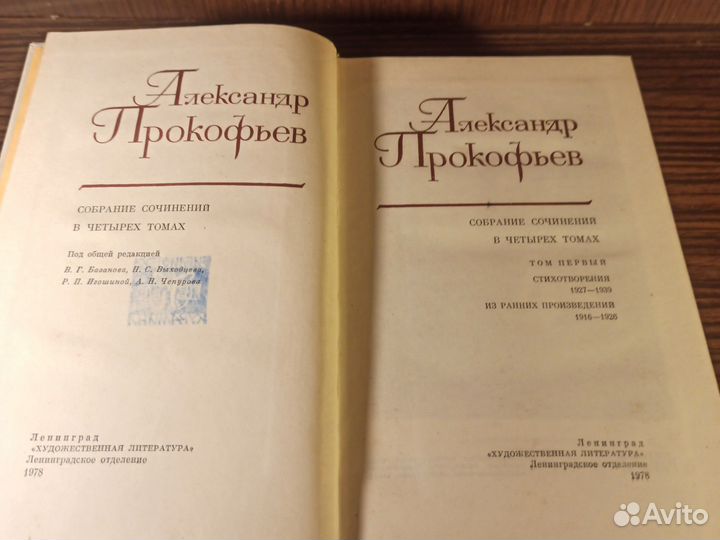 Александр
Прокофьев
СОБРАНИЕ СОЧИНЕНИЙ
В ЧЕТЫРЕХ ТОМАХ
Под общей редакцией
В. Г. Базанова, П. С. Выходцева,
Р. П. Игошиной, А. Н. Чепурова
Ленинград
«ХУДОЖЕСТВЕННАЯ ЛИТЕРАТУРА»
Ленинградское отделение
1978
Александр
Прокофьев
СОБРАНИЕ СОЧИНЕНИЙ
В ЧЕТЫРЕХ ТОМАХ
ТОМ ПЕРВЫЙ
СТИХОТВОРЕНИЯ
1927—1939
ИЗ РАННИХ ПРОИЗВЕДЕНИЙ
1916—1926
Ленинград
«ХУДОЖЕСТВЕННАЯ ЛИТЕРАТУРА»
Ленинградское отделение
1978
Avito